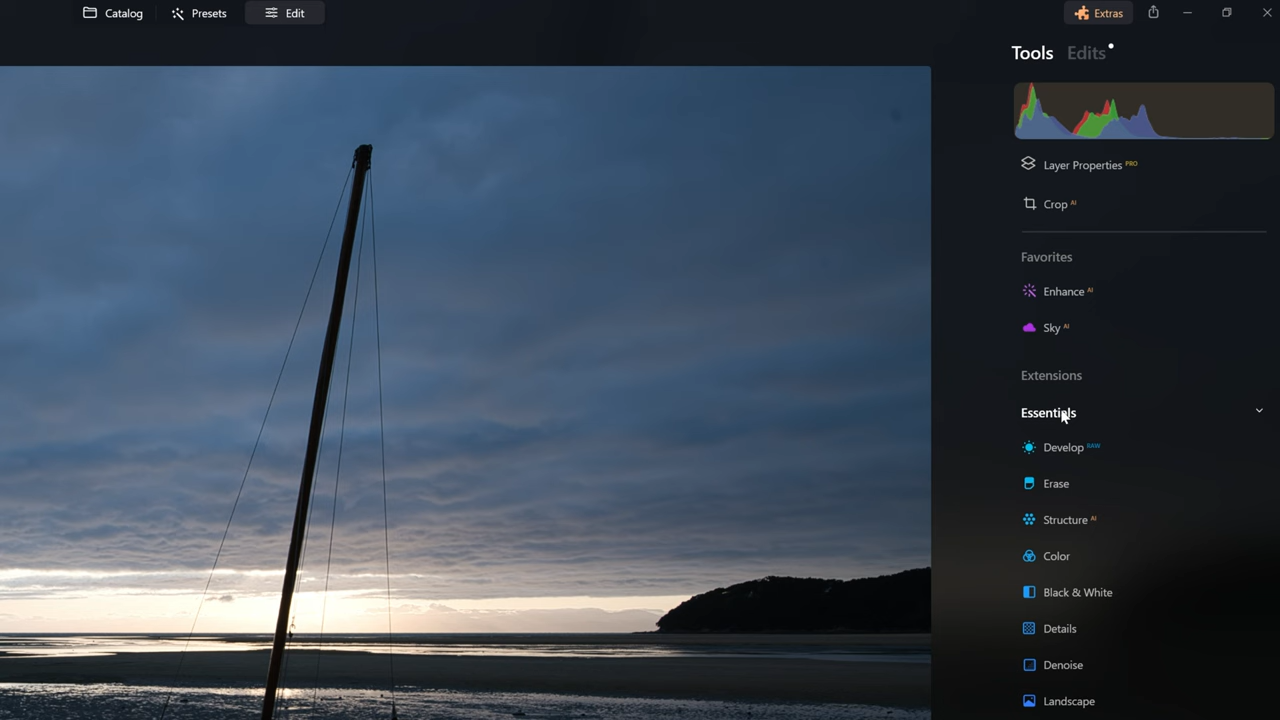 Catalog
Presets
Edit
Extras
Tools Edits
Layer Properties PRO
Crop AI
Favorites
Enhance AI
Sky AI
Extensions
Essentials
Develop RAW
Erase
Structure AI
Color
Black & White
Details
Denoise
Landscape